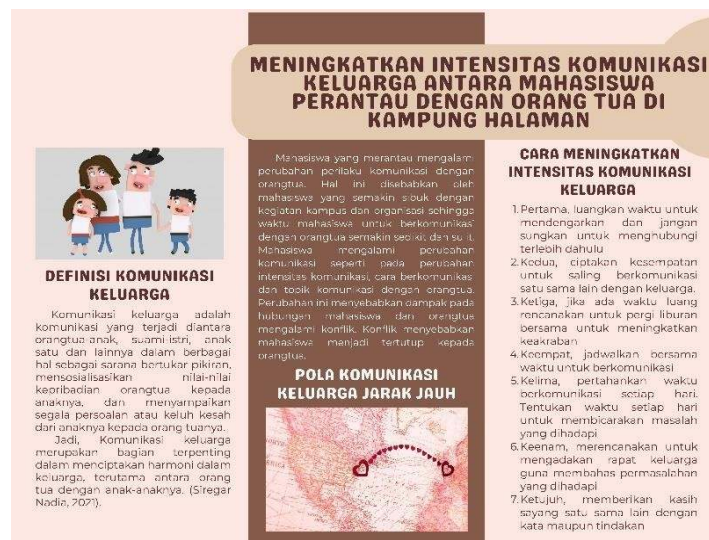 MENINGKATKAN INTENSITAS KOMUNIKASI
KELUARGA ANTARA MAHASISWA
PERANTAU DENGAN ORANG TUA DI
KAMPUNG HALAMAN
DEFINISI KOMUNIKASI
KELUARGA
Komunikasi keluarga adalah
komunikasi yang terjadi diantara
orangtua-anak, suami-istri, anak
satu dan lainnya dalam berbagai
hal sebagai sarana bertukar pikiran,
mensosialisasikan nilai-nilai
kepribadian orangtua kepada
anaknya, dan menyampaikan
segala persoalan atau keluh kesah
dari anaknya kepada orang tuanya.
Jadi, Komunikasi keluarga
merupakan bagian terpenting
dalam menciptakan harmoni dalam
keluarga, terutama antara orang
tua dengan anak-anaknya. (Siregar
Nadia, 2021).
Mahasiswa yang merantau mengalami
perubahan perilaku komunikasi dengan
orangtua. Hal ini disebabkan oleh
mahasiswa yang semakin sibuk dengan
kegiatan kampus dan organisasi sehingga
waktu mahasiswa untuk berkomunikasi
dengan orangtua semakin sedikit dan sulit.
Mahasiswa mengalami perubahan
komunikasi seperti pada perubahan
intensitas komunikasi, cara berkomunikasi
dan topik komunikasi dengan orangtua.
Perubahan ini menyebabkan dampak pada
hubungan mahasiswa dan orangtua
mengalami konflik. Konflik menyebabkan
mahasiswa menjadi tertutup kepada
orangtua.
POLA KOMUNIKASI
KELUARGA JARAK JAUH
CARA MENINGKATKAN
INTENSITAS KOMUNIKASI
KELUARGA
1. Pertama, luangkan waktu untuk
mendengarkan dan jangan
sungkan untuk menghubungi
terlebih dahulu
2. Kedua, ciptakan kesempatan
untuk saling berkomunikasi
satu sama lain dengan keluarga.
3. Ketiga, jika ada waktu luang
rencanakan untuk pergi liburan
bersama untuk meningkatkan
keakraban
4. Keempat, jadwalkan bersama
waktu untuk berkomunikasi
5. Kelima, pertahankan waktu
berkomunikasi setiap hari.
Tentukan waktu setiap hari
untuk membicarakan masalah
yang dihadapi
6. Keenam, merencanakan untuk
mengadakan rapat keluarga
guna membahas permasalahan
yang dihadapi
7. Ketujuh, memberikan kasih
sayang satu sama lain dengan
kata maupun tindakan